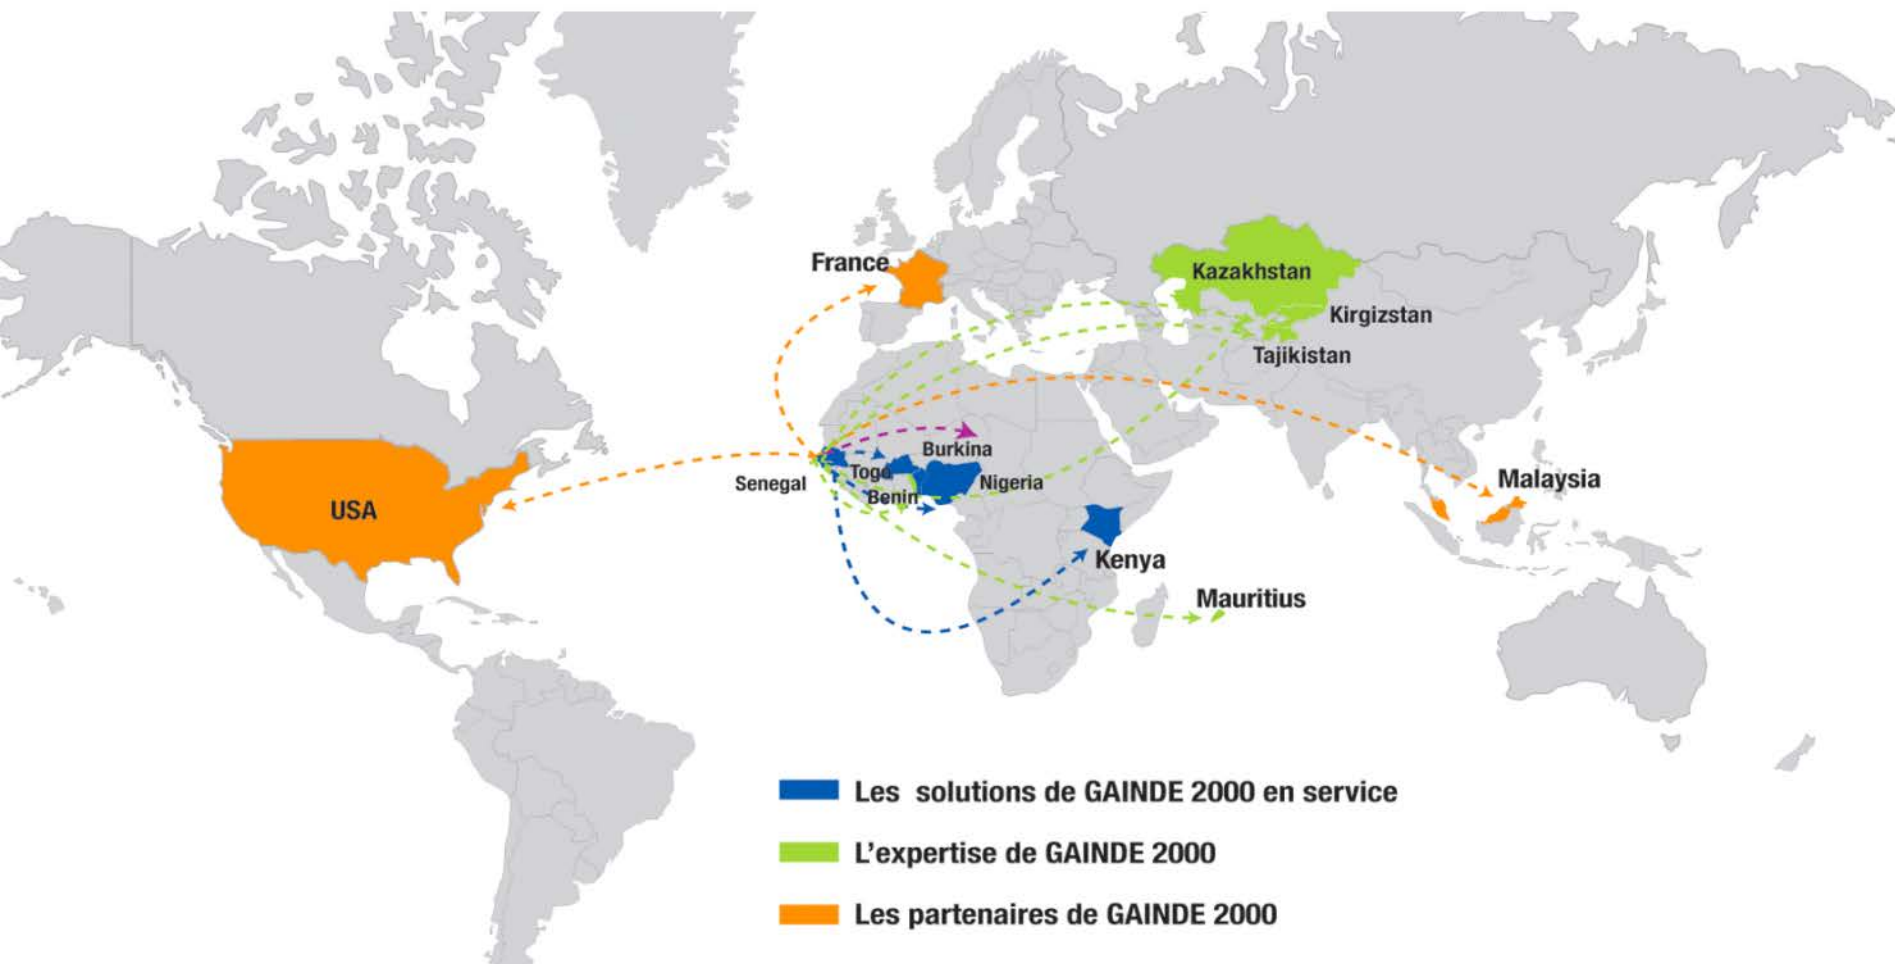 France
Kazakhstan
Kirgizstan
Tajikistan
Burkina
Togo
Senegal
Benin
Nigeria
Malaysia
USA
Kenya
Mauritius
Les solutions de GAINDE 2000 en service
L'expertise de GAINDE 2000
Les partenaires de GAINDE 2000